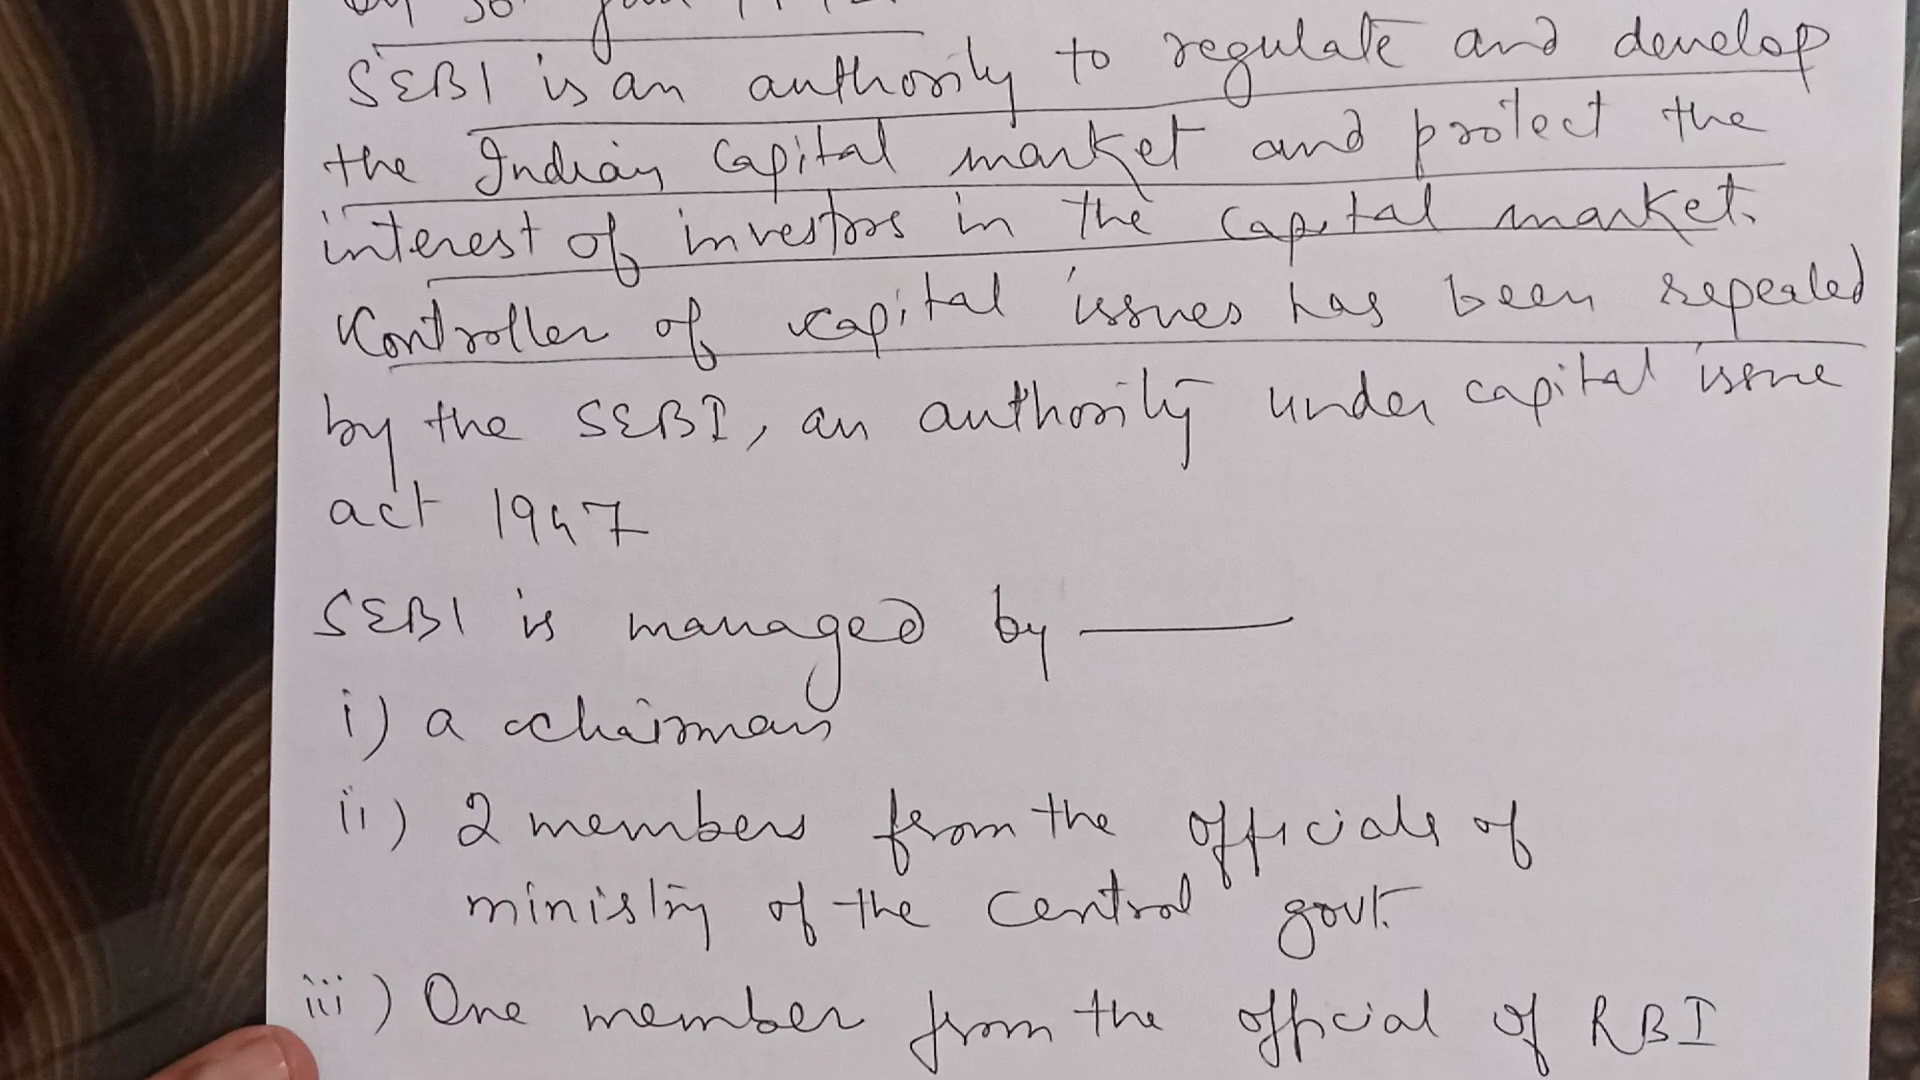 SEBI is an authority to regulate and develop
the Indian Capital market and protect the
interest of investors in the capital market.
Controller of capital issues has been repealed
by the SEBI, an authority under capital issue
act 1947
SEBI is managed by ———
i) a chairman
ii) 2 members from the officials of
ministry of the central govt.
iii) One member from the official of RBI